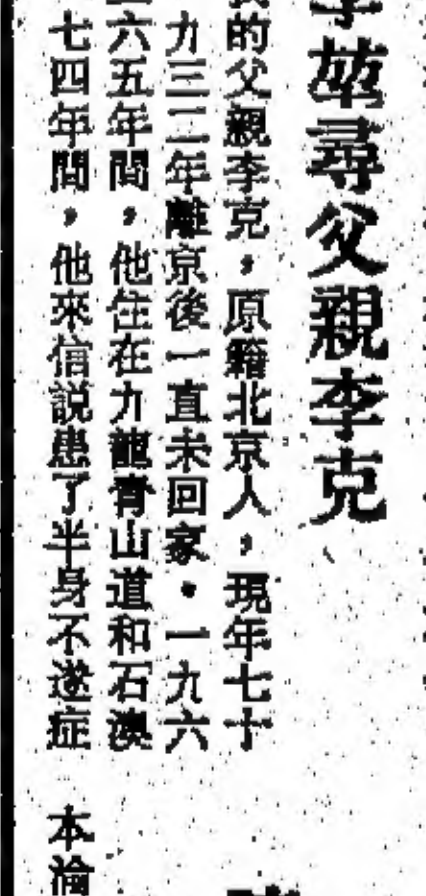 堃尋父親李克
的父親李克，原籍北京人，現年七十
九三二年離京後一直未回家。一九六
六五年間，他住在九龍青山道和石澳
七四年間，他來信說患了半身不遂症
本